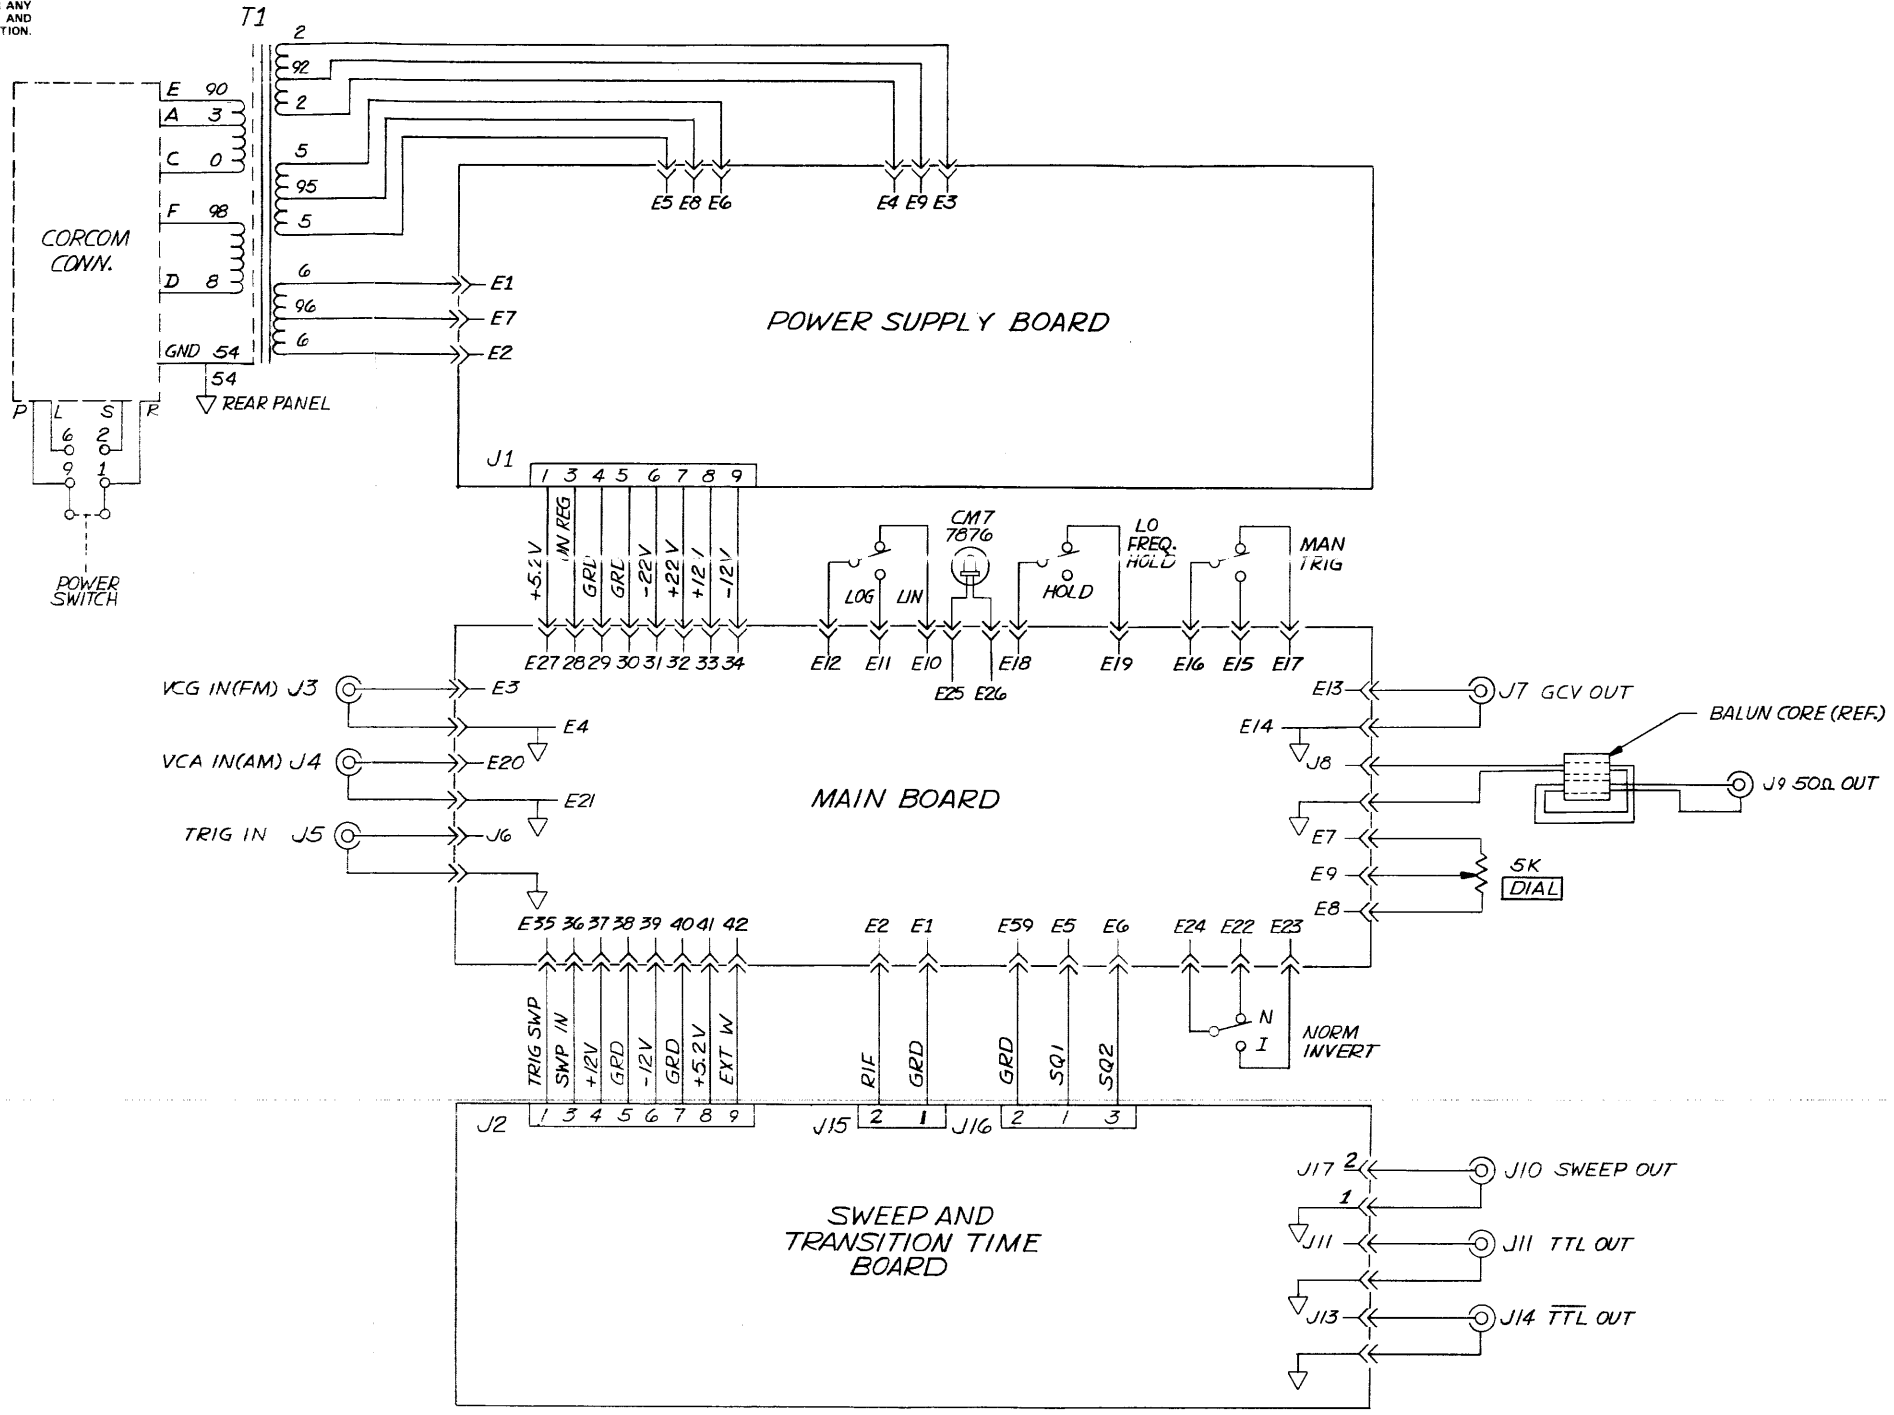 ANY
AND
TION.
T1
2
92
2
E 90
A 3
C 0
5
95
5
F 98
D 8
6
96
6
GND 54
54
REAR PANEL
CORCOM
CONN.
P L S R
6 2
9 1
POWER
SWITCH
E5 E8 E6
E4 E9 E3
E1
E7
E2
POWER SUPPLY BOARD
J1
1 3 4 5 6 7 8 9
+5.2V
UN REG
GRD
GRD
-22V
+22V
+12V
-12V
LOG LIN
CM7
7876
HOLD
LO
FREQ.
HOLD
MAN
TRIG
E27 28 29 30 31 32 33 34
E12 E11 E10
E25 E26
E18 E19
E16 E15 E17
VCG IN(FM) J3
E3
E4
VCA IN(AM) J4
E20
E21
TRIG IN J5
J6
MAIN BOARD
E13
J7 GCV OUT
E14
BALUN CORE (REF.)
J8
J9 50Ω OUT
E7
E9
E8
5K
DIAL
E35 36 37 38 39 40 41 42
E2 E1
E59 E5 E6
E24 E22 E23
TRIG SWP
SWP IN
+12V
GRD
-12V
GRD
+5.2V
EXT W
R1F
GRD
GRD
SQ1
SQ2
N
I
NORM
INVERT
J2
1 3 4 5 6 7 8 9
J15
2 1
J16
2 1 3
SWEEP AND
TRANSITION TIME
BOARD
J17 2
J10 SWEEP OUT
1
J11
J11 TTL OUT
J13
J14 T̅T̅L̅ OUT